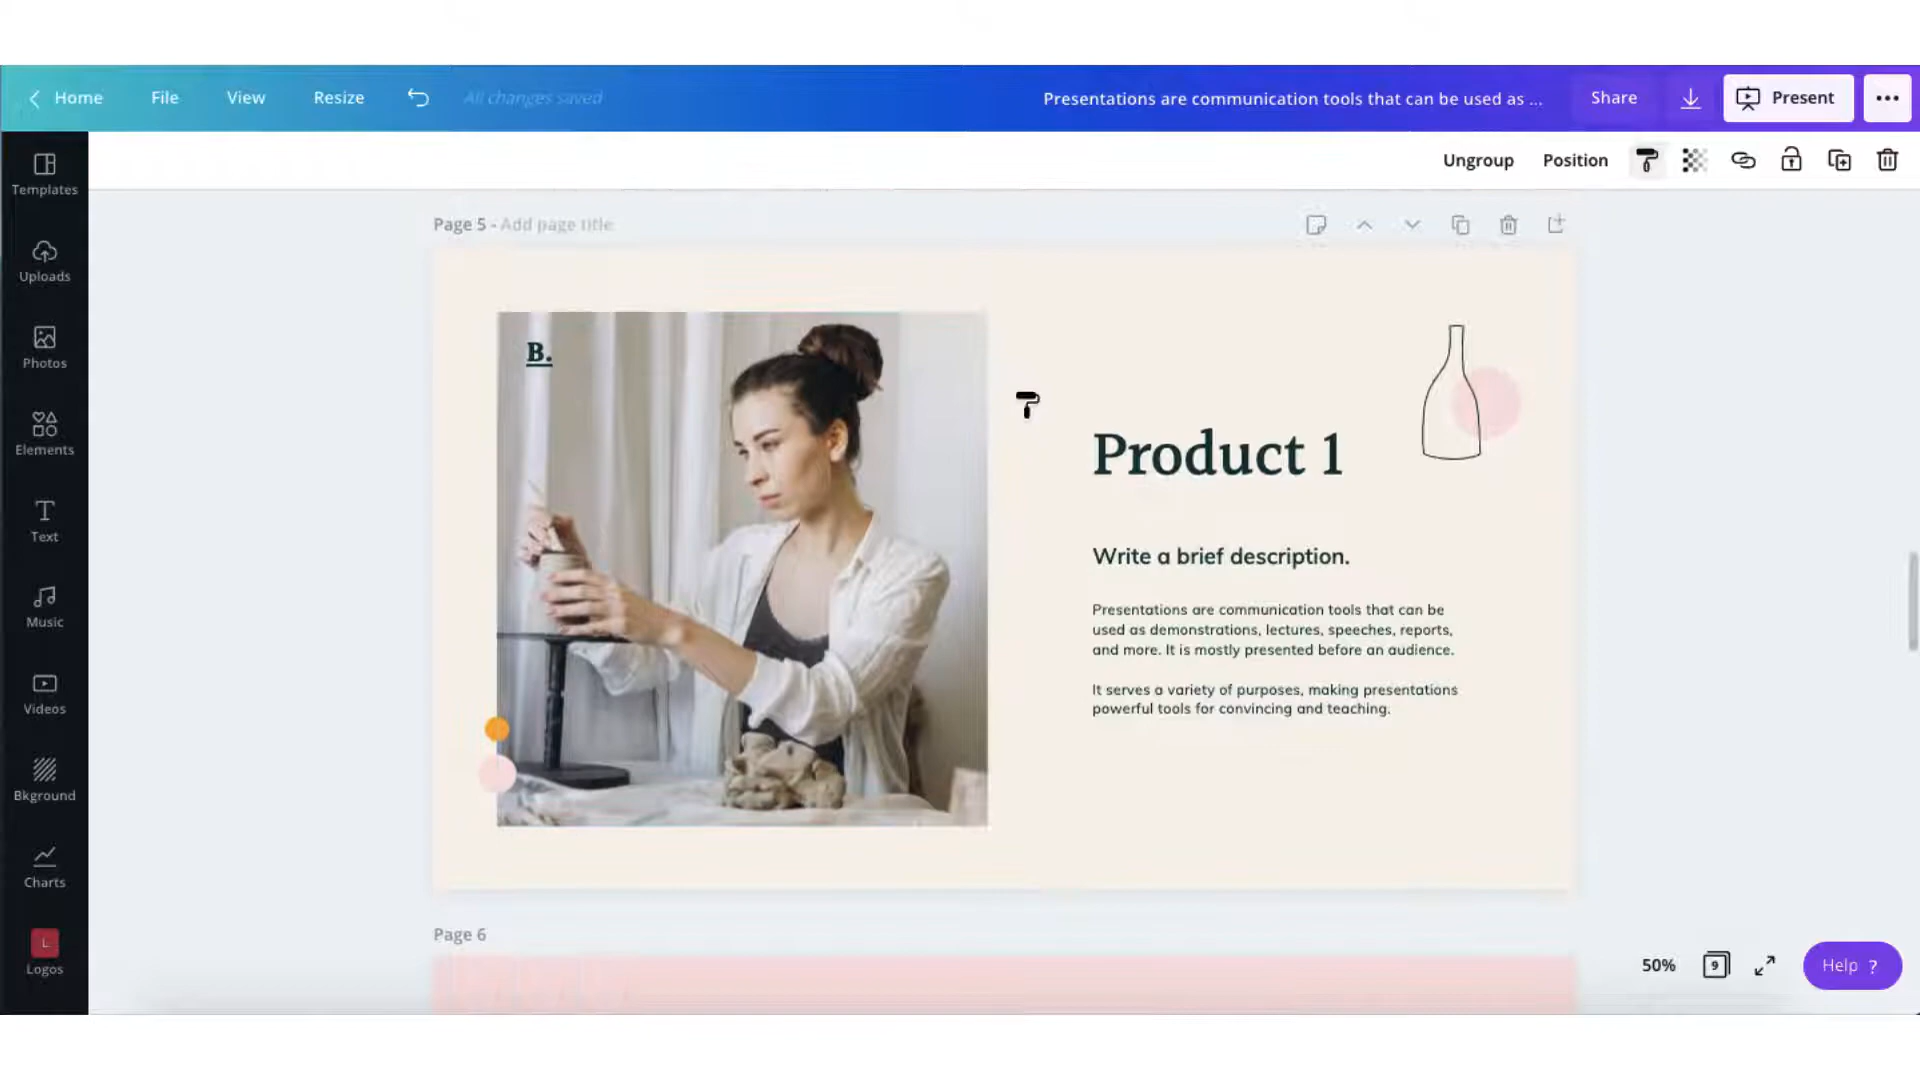 Home
File
View
Resize
All changes saved
Presentations are communication tools that can be used as ...
Share
Present
Ungroup
Position
Templates
Uploads
Photos
Elements
Text
Music
Videos
Bkground
Charts
L
Logos
Page 5 - Add page title
B.
Product 1
Write a brief description.
Presentations are communication tools that can be
used as demonstrations, lectures, speeches, reports,
and more. It is mostly presented before an audience.
It serves a variety of purposes, making presentations
powerful tools for convincing and teaching.
Page 6
50%
9
Help ?